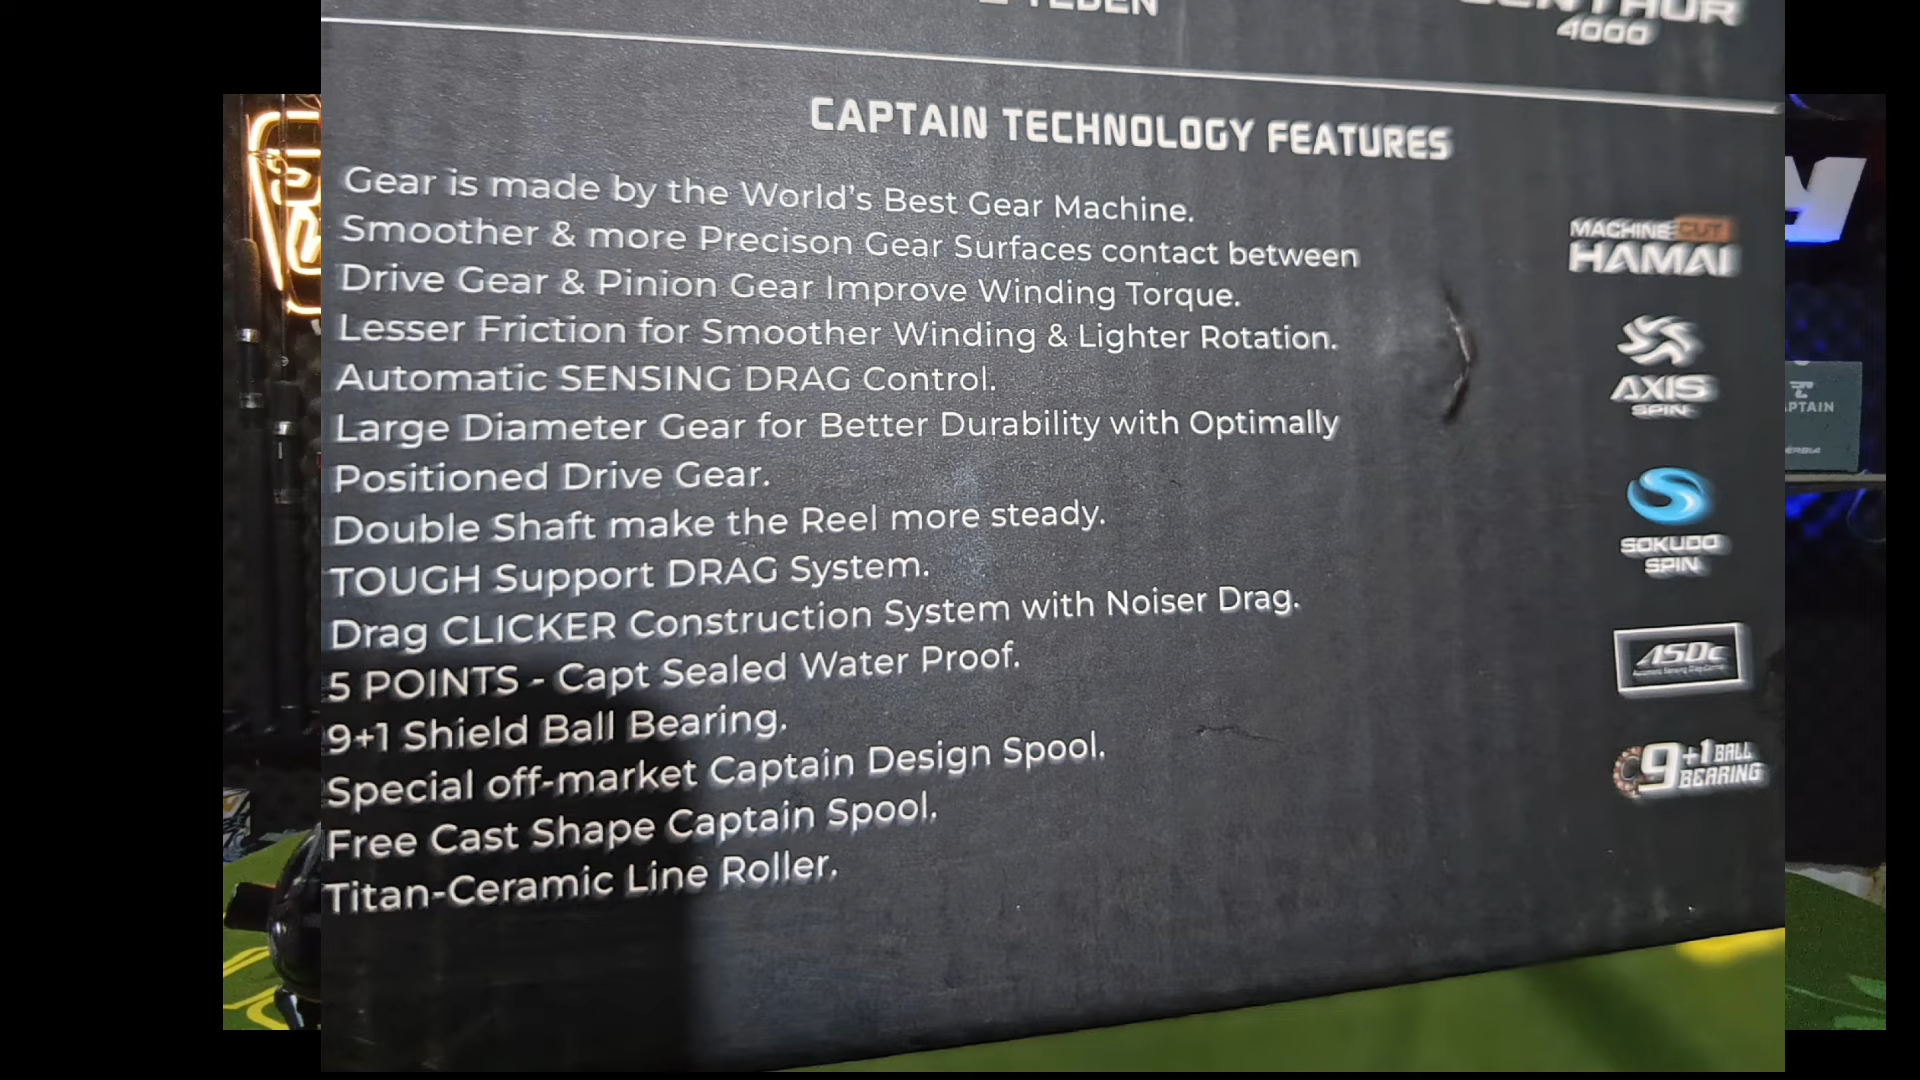 4000
CAPTAIN TECHNOLOGY FEATURES
Gear is made by the World's Best Gear Machine.
Smoother & more Precison Gear Surfaces contact between
Drive Gear & Pinion Gear Improve Winding Torque.
Lesser Friction for Smoother Winding & Lighter Rotation.
Automatic SENSING DRAG Control.
Large Diameter Gear for Better Durability with Optimally
Positioned Drive Gear.
Double Shaft make the Reel more steady.
TOUGH Support DRAG System.
Drag CLICKER Construction System with Noiser Drag.
5 POINTS - Capt Sealed Water Proof.
9+1 Shield Ball Bearing.
Special off-market Captain Design Spool.
Free Cast Shape Captain Spool.
Titan-Ceramic Line Roller.
MACHINE CUT
HAMAI
AXIS
SPIN
SOKUDO
SPIN
ASDC
9+1 BALL
BEARING